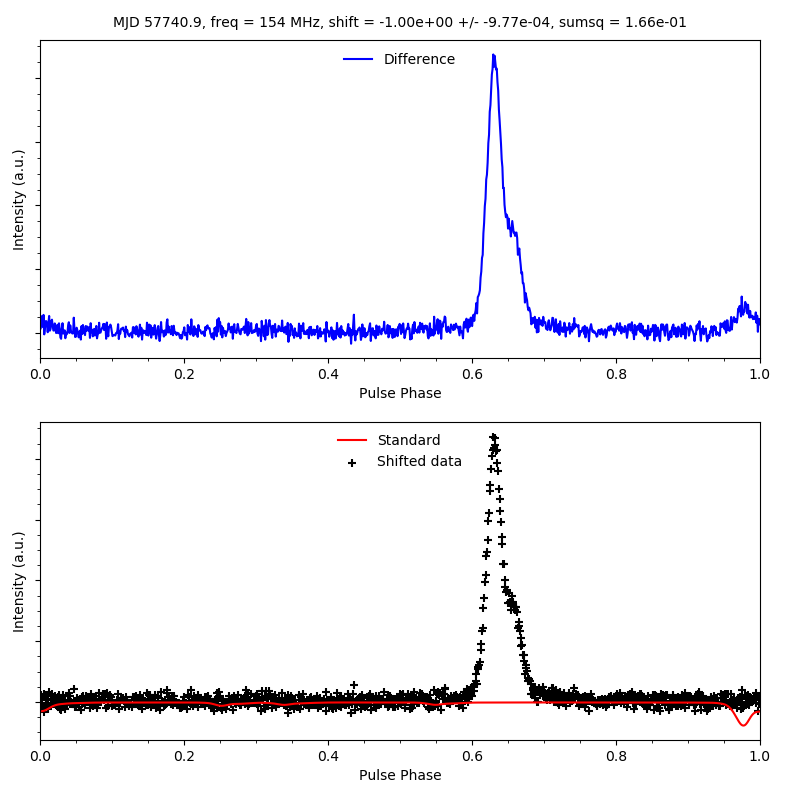 MJD 57740.9, freq = 154 MHz, shift = -1.00e+00 +/- -9.77e-04, sumsq = 1.66e-01
Difference
Intensity (a.u.)
0.0 0.2 0.4 0.6 0.8 1.0
Pulse Phase
Standard
Shifted data
Intensity (a.u.)
0.0 0.2 0.4 0.6 0.8 1.0
Pulse Phase